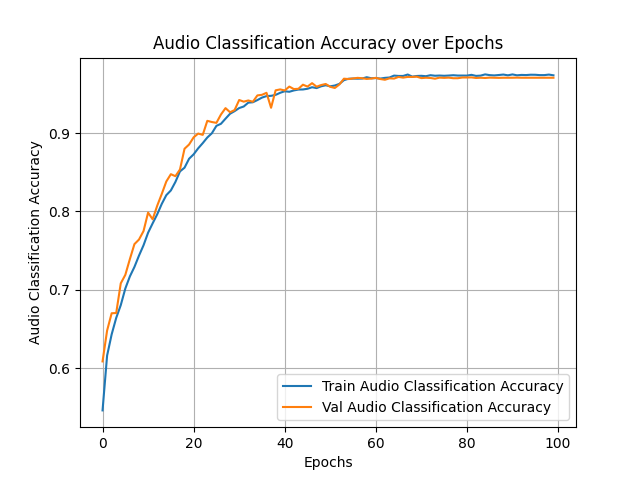 Audio Classification Accuracy over Epochs
Audio Classification Accuracy
0.9
0.8
0.7
0.6
0 20 40 60 80 100
Epochs
Train Audio Classification Accuracy
Val Audio Classification Accuracy